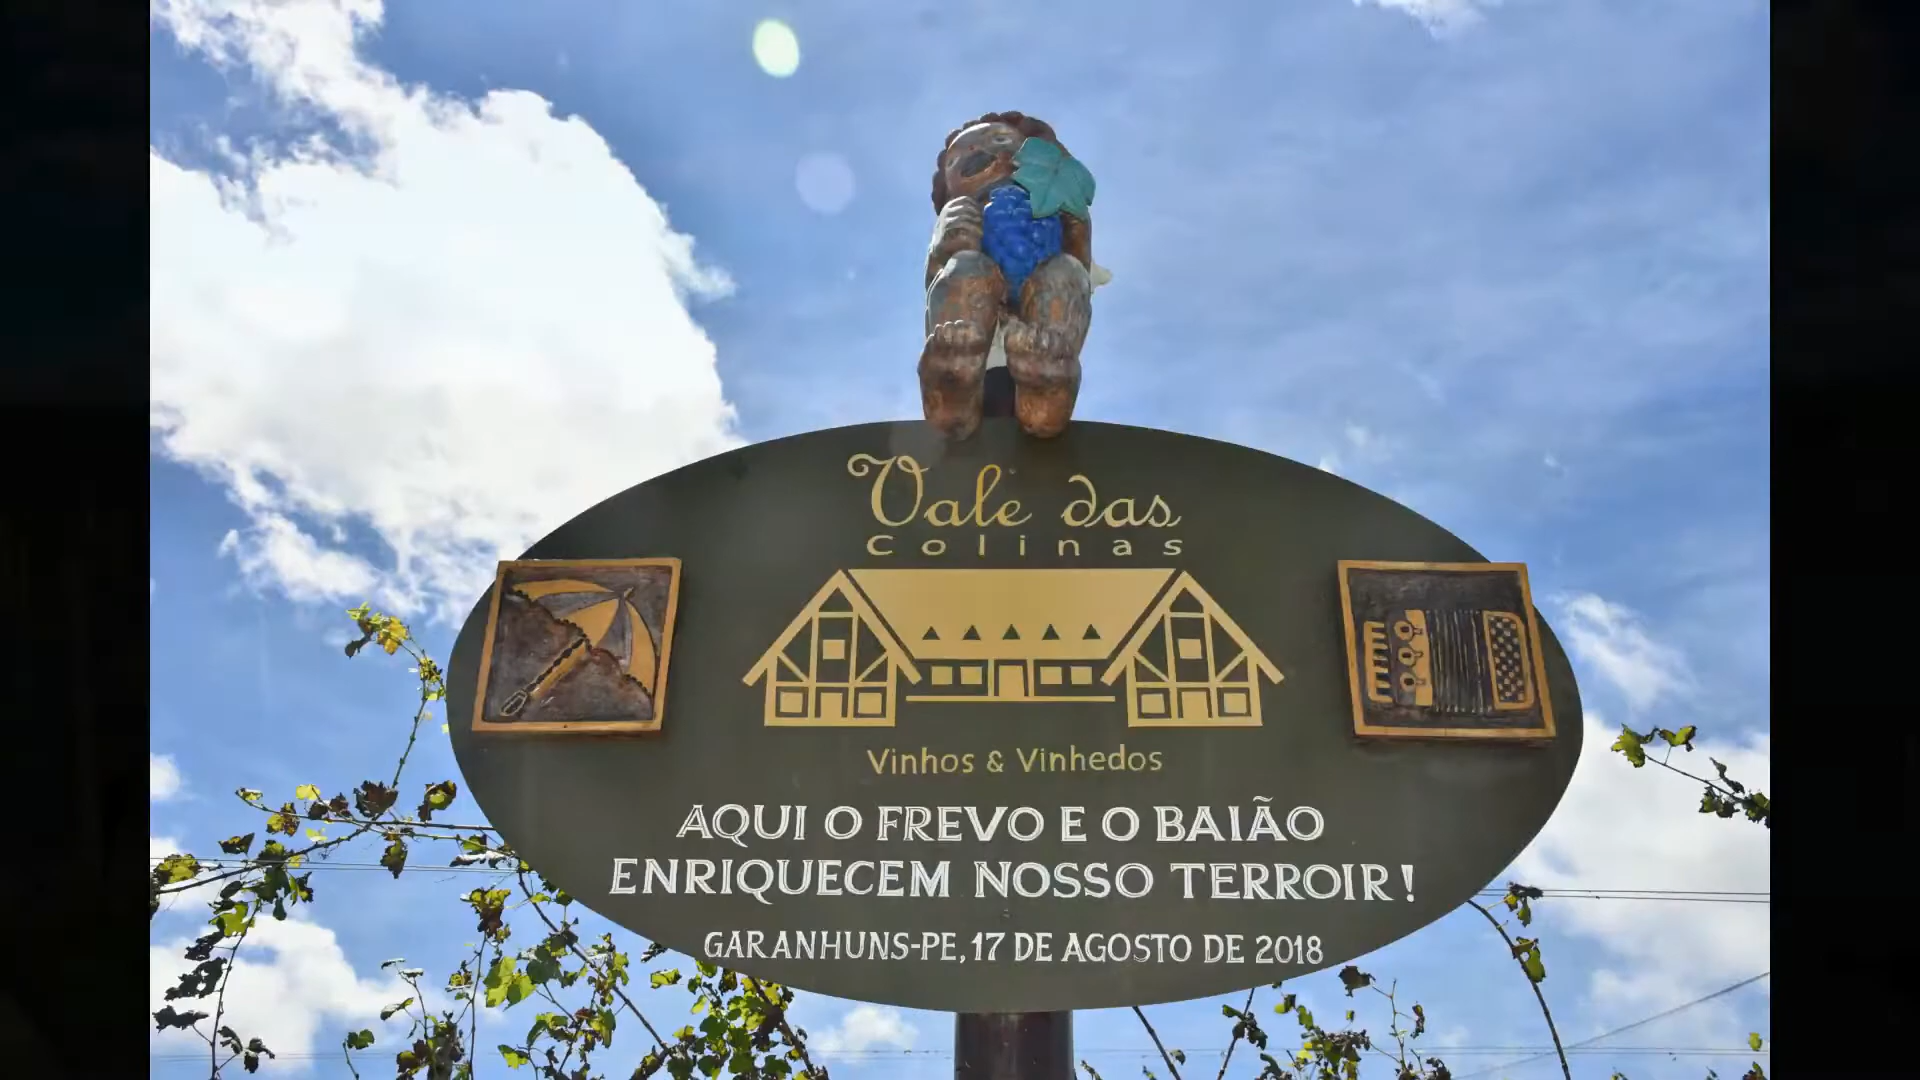 Vale das
Colinas
Vinhos & Vinhedos
AQUI O FREVO E O BAIÃO
ENRIQUECEM NOSSO TERROIR!
GARANHUNS-PE, 17 DE AGOSTO DE 2018